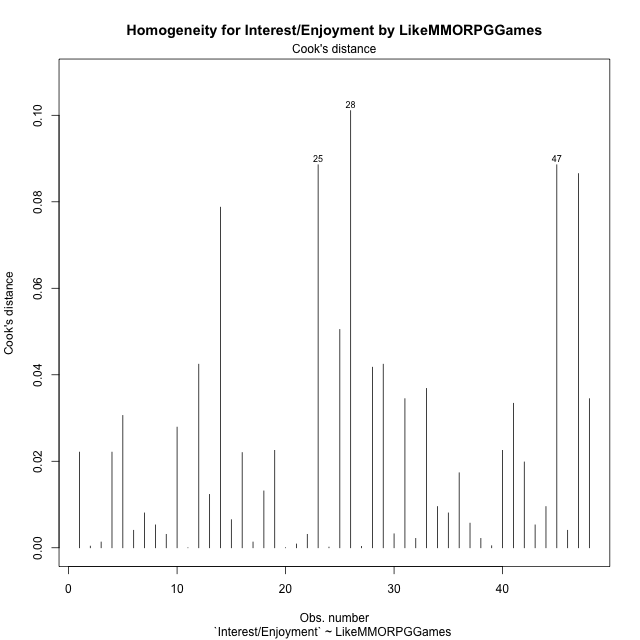 Homogeneity for Interest/Enjoyment by LikeMMORPGGames
Cook's distance
28
25
47
0.10
0.08
0.06
0.04
0.02
0.00
Cook's distance
0 10 20 30 40
Obs. number
`Interest/Enjoyment` ~ LikeMMORPGGames